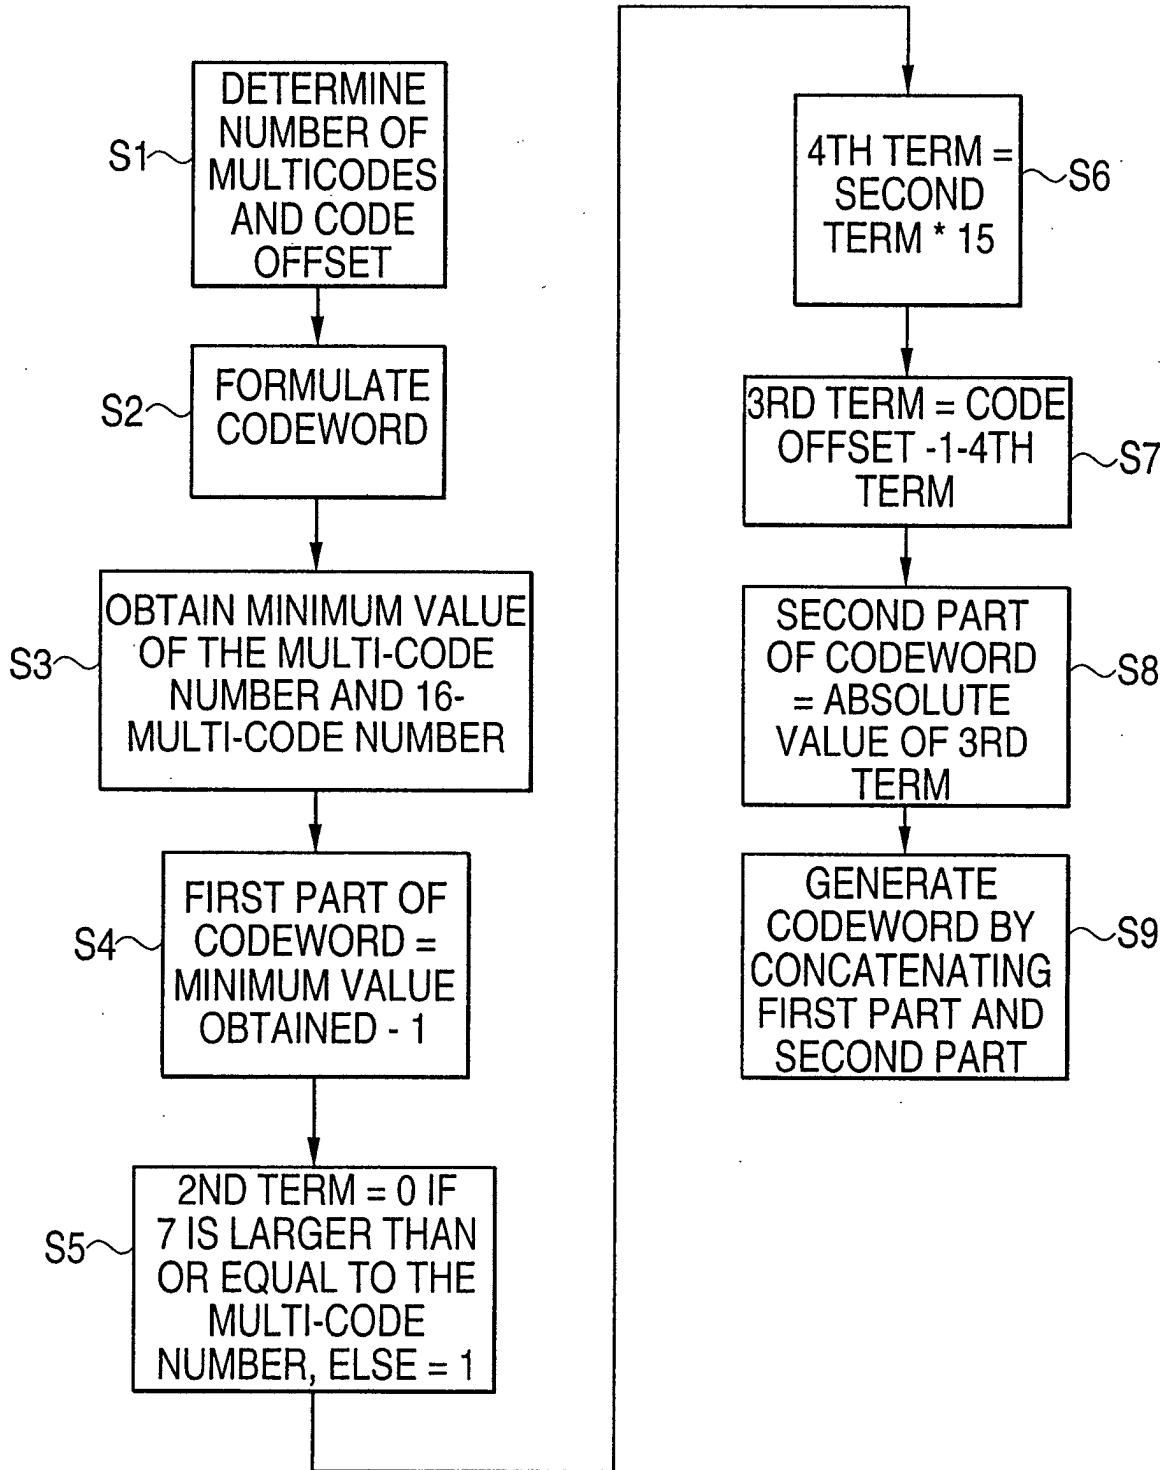 S1
DETERMINE
NUMBER OF
MULTICODES
AND CODE
OFFSET
S2
FORMULATE
CODEWORD
S3
OBTAIN MINIMUM VALUE
OF THE MULTI-CODE
NUMBER AND 16-
MULTI-CODE NUMBER
S4
FIRST PART OF
CODEWORD =
MINIMUM VALUE
OBTAINED - 1
S5
2ND TERM = 0 IF
7 IS LARGER THAN
OR EQUAL TO THE
MULTI-CODE
NUMBER, ELSE = 1
4TH TERM =
SECOND
TERM * 15
S6
3RD TERM = CODE
OFFSET -1-4TH
TERM
S7
SECOND PART
OF CODEWORD
= ABSOLUTE
VALUE OF 3RD
TERM
S8
GENERATE
CODEWORD BY
CONCATENATING
FIRST PART AND
SECOND PART
S9